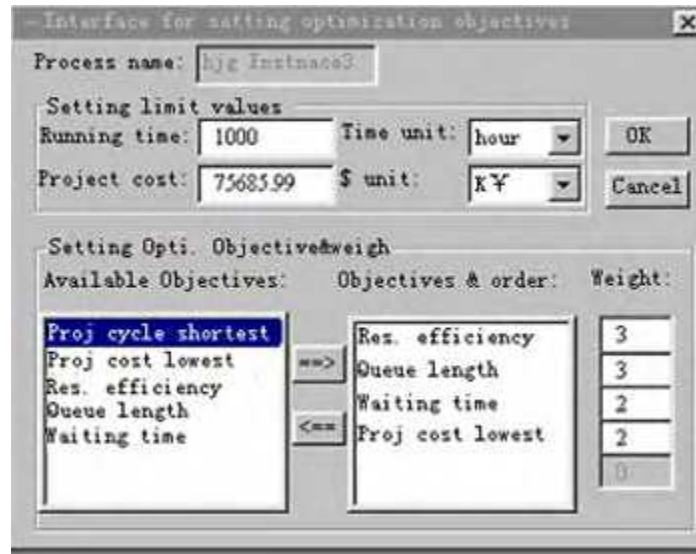 -Interface for setting optimization objectives
Process name: hjg Instnace3
Setting limit values
Running time: 1000 Time unit: hour OK
Project cost: 75685.99 $ unit: K¥ Cancel
Setting Opti. Objective&weigh
Available Objectives: Objectives & order: Weight:
Proj cycle shortest Res. efficiency 3
Proj cost lowest ==> Queue length 3
Res. efficiency
Queue length Waiting time 2
Waiting time <== Proj cost lowest 2
0